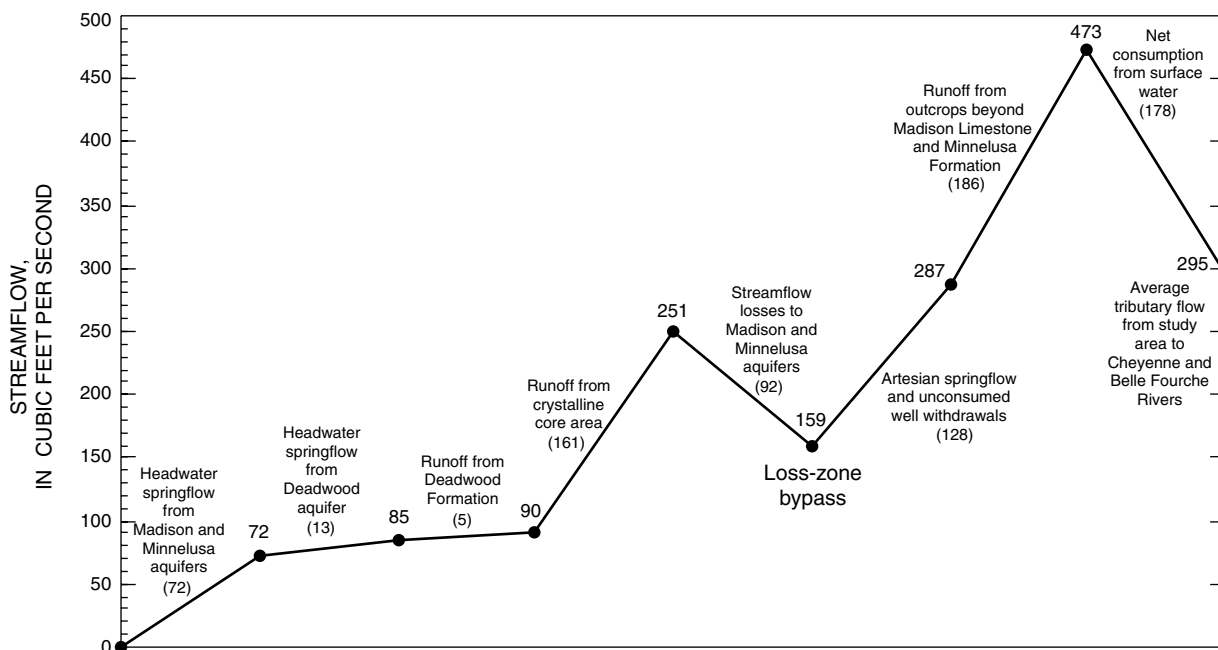 STREAMFLOW,
IN CUBIC FEET PER SECOND
500
450
400
350
300
250
200
150
100
50
0
Headwater
springflow
from
Madison and
Minnelusa
aquifers
(72)
72
Headwater
springflow
from
Deadwood
aquifer
(13)
85
Runoff from
Deadwood
Formation
(5)
90
Runoff from
crystalline
core area
(161)
251
Streamflow
losses to
Madison and
Minnelusa
aquifers
(92)
159
Loss-zone
bypass
Artesian springflow
and unconsumed
well withdrawals
(128)
287
Runoff from
outcrops beyond
Madison Limestone
and Minnelusa
Formation
(186)
473
Net
consumption
from surface
water
(178)
295
Average
tributary flow
from study
area to
Cheyenne and
Belle Fourche
Rivers